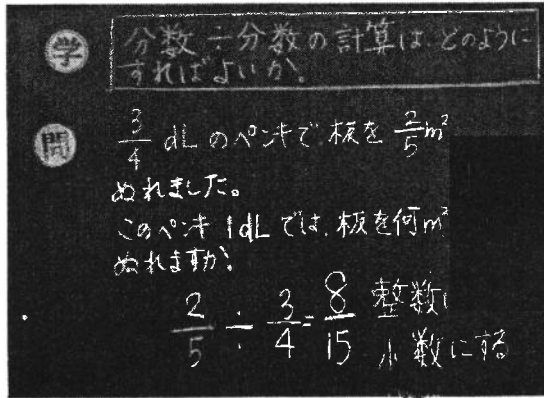 学 分数÷分数の計算は、どのように
すればよいか。
問 3/4 dLのペンキで、板を 2/5 m²
ぬれました。
このペンキ1dLでは、板を何m²
ぬれますか。
2/5 ÷ 3/4 = 8/15 整数に
小数にする